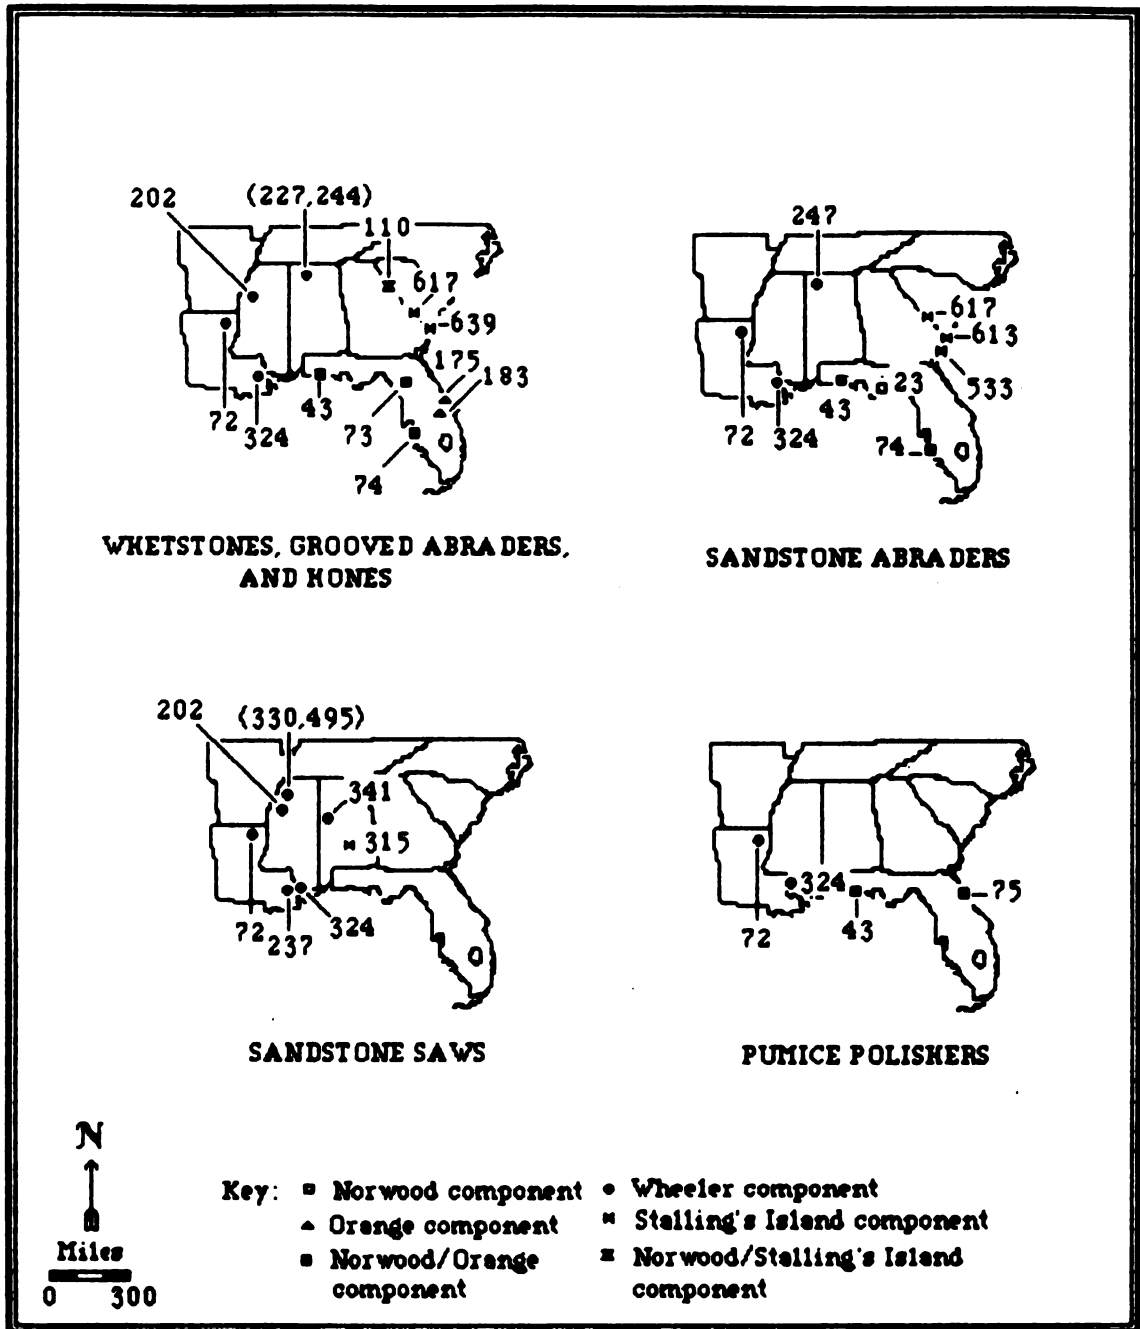 202
(227,244)
110
617
639
175
183
72
324
43
73
74
WHETSTONES, GROOVED ABRADERS,
AND HONES
247
617
613
533
23
72
324
43
74
SANDSTONE ABRADERS
202
(330,495)
341
315
72
237
324
SANDSTONE SAWS
324
72
43
75
PUMICE POLISHERS
N
Miles
0 300
Key: Norwood component
Orange component
Norwood/Orange
component
Wheeler component
Stalling's Island component
Norwood/Stalling's Island
component